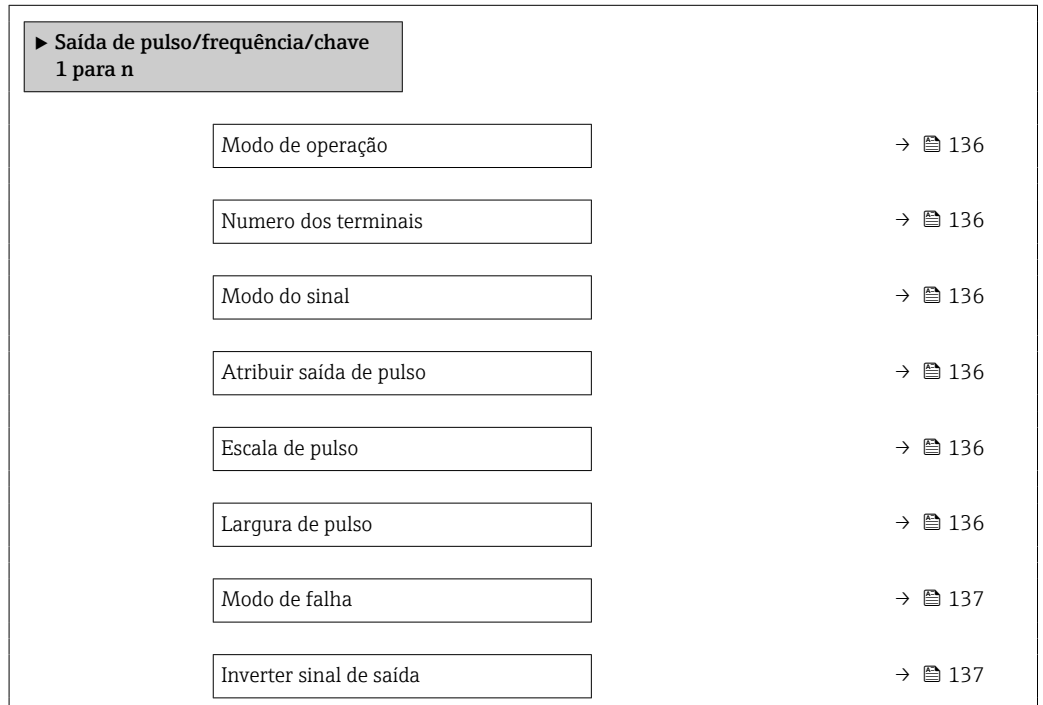 ▶ Saída de pulso/frequência/chave
1 para n
Modo de operação → 136
Numero dos terminais → 136
Modo do sinal → 136
Atribuir saída de pulso → 136
Escala de pulso → 136
Largura de pulso → 136
Modo de falha → 137
Inverter sinal de saída → 137